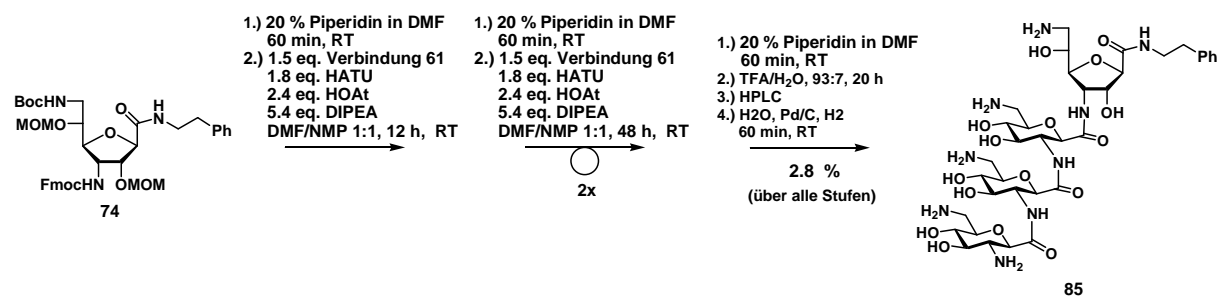 1.) 20 % Piperidin in DMF
60 min, RT
2.) 1.5 eq. Verbindung 61
1.8 eq. HATU
2.4 eq. HOAt
5.4 eq. DIPEA
DMF/NMP 1:1, 12 h, RT
1.) 20 % Piperidin in DMF
60 min, RT
2.) 1.5 eq. Verbindung 61
1.8 eq. HATU
2.4 eq. HOAt
5.4 eq. DIPEA
DMF/NMP 1:1, 48 h, RT
2x
1.) 20 % Piperidin in DMF
60 min, RT
2.) TFA/H2O, 93:7, 20 h
3.) HPLC
4.) H2O, Pd/C, H2
60 min, RT
2.8 %
(über alle Stufen)
BocHN
MOMO
O
O
H
N
Ph
FmocHN
OMOM
74
NH2
HO
O
O
H
N
Ph
NH
OH
NH2
HO
HO
O
O
NH
NH2
HO
HO
O
O
NH
NH2
HO
HO
O
O
NH2
85